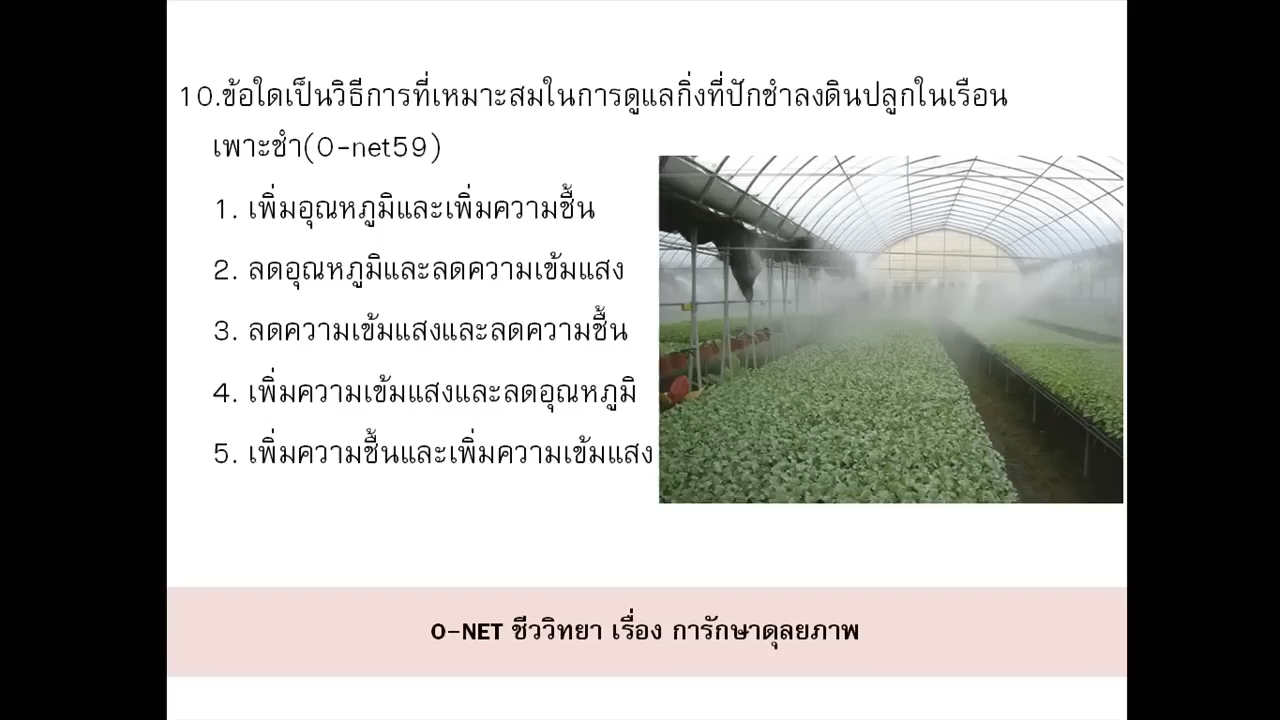 10.ข้อใดเป็นวิธีการที่เหมาะสมในการดูแลกิ่งที่ปักชำลงดินปลูกในเรือน
เพาะชำ(O-net59)
1. เพิ่มอุณหภูมิและเพิ่มความชื้น
2. ลดอุณหภูมิและลดความเข้มแสง
3. ลดความเข้มแสงและลดความชื้น
4. เพิ่มความเข้มแสงและลดอุณหภูมิ
5. เพิ่มความชื้นและเพิ่มความเข้มแสง
O-NET ชีววิทยา เรื่อง การักษาดุลยภาพ